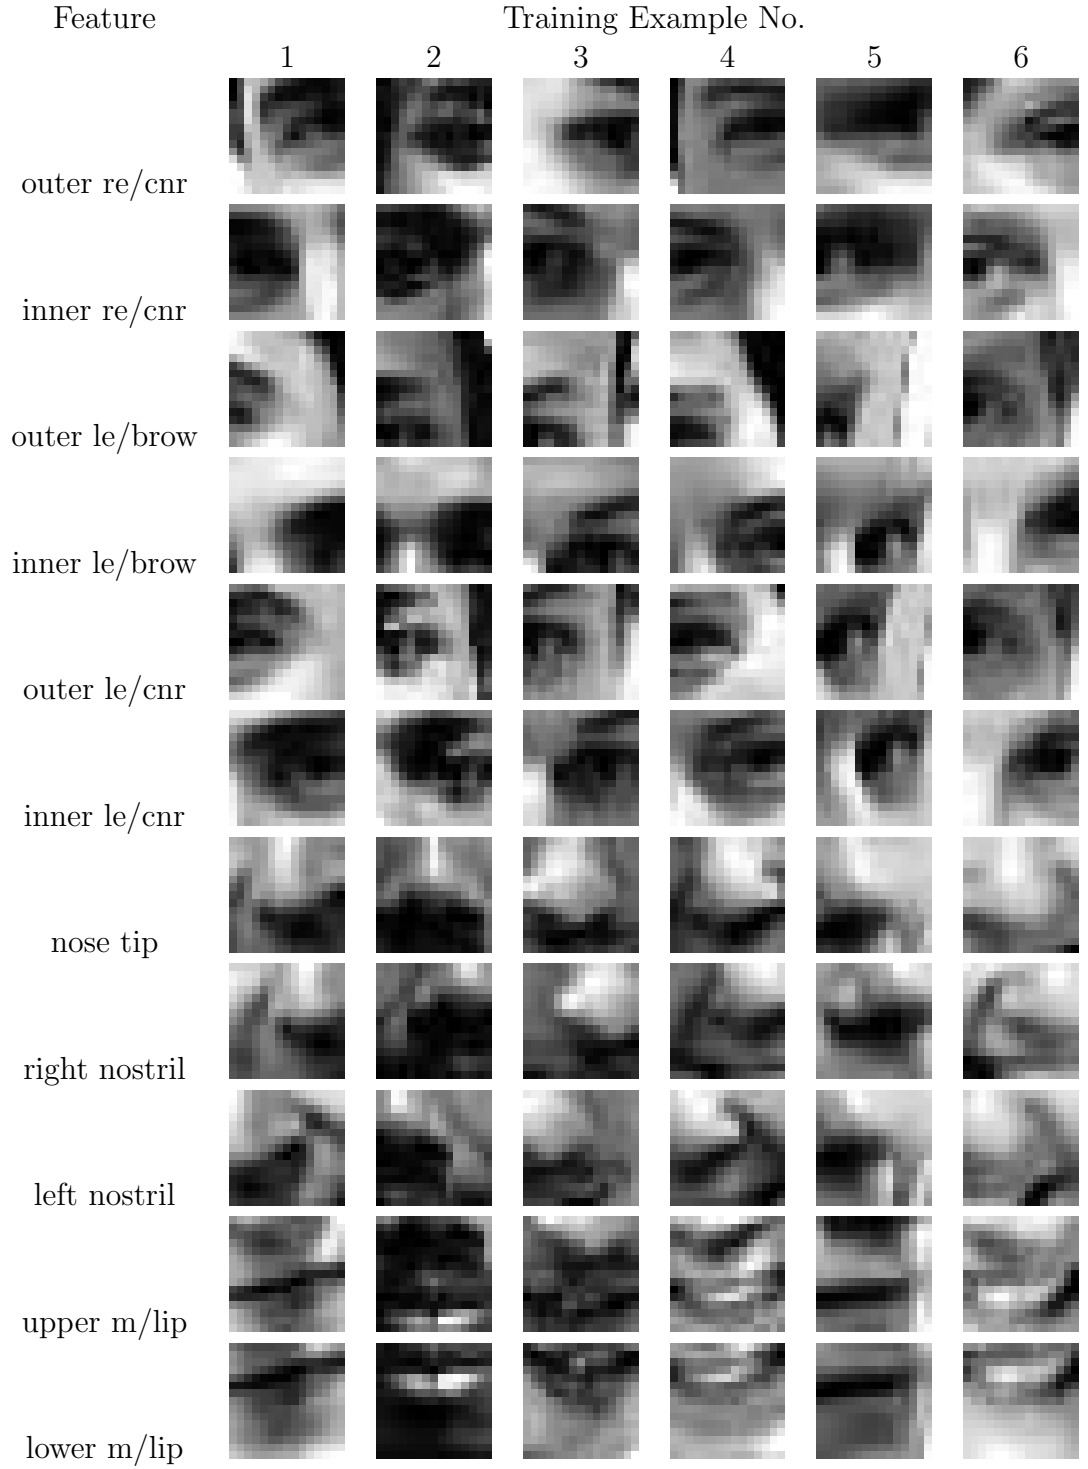 Feature Training Example No.
1 2 3 4 5 6
outer re/cnr
inner re/cnr
outer le/brow
inner le/brow
outer le/cnr
inner le/cnr
nose tip
right nostril
left nostril
upper m/lip
lower m/lip